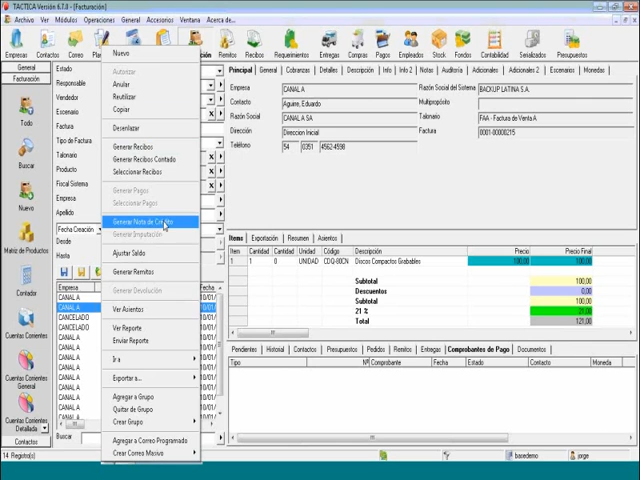 TACTICA Versión 6.7.0 - [Facturación]
Archivo Ver Módulos Operaciones General Accesorios Ventana Acerca de...
Empresas Contactos Correo Remitos Recibos Requerimientos Entregas Compras Pagos Empleados Stock Fondos Contabilidad Serializados Presupuestos
General
Facturación
Todo
Buscar
Nuevo
Matriz de Productos
Contador
Cuentas Corrientes
Cuentas Corrientes General
Cuentas Corrientes Detallada
Contactos
Estado
Responsable
Vendedor
Escenario
Factura
Tipo de Factura
Talonario
Producto
Fiscal Sistema
Empresa
Apellido
Fecha Creación
Desde
Hasta
Empresa
CANAL A
CANAL A
CANCELADO
CANCELADO
CANAL A
CANAL A
CANAL A
CANAL A
CANAL A
CANAL A
CANAL A
CANAL A
CANAL A
Buscar
14 Registro(s)
Nuevo
Autorizar
Anular
Reutilizar
Copiar
Desenlazar
Generar Recibos
Generar Recibos Contado
Seleccionar Recibos
Generar Pagos
Seleccionar Pagos
Generar Nota de Crédito
Generar Imputación
Ajustar Saldo
Generar Remitos
Generar Devolución
Ver Asientos
Ver Reporte
Enviar Reporte
Ir a
Exportar a...
Agregar a Grupo
Quitar de Grupo
Crear Grupo
Agregar a Correo Programado
Crear Correo Masivo
Principal General Cobranzas Detalles Descripción Info Info 2 Notas Auditoría Adicionales Adicionales 2 Escenarios Monedas
Empresa CANAL A Razón Social del Sistema BACKUP LATINA S.A.
Contacto Aguirre, Eduardo Multipropósito
Razón Social CANAL A SA Talonario FAA - Factura de Venta A
Dirección Direccion Inicial Factura 0001-00008215
Teléfono 54 0351 4562-4598
Items Exportación Resumen Asientos
Item Cantidad Unidad Código Descripción Precio Precio Final
1 1 0 UNIDAD CDQ-80CN Discos Compactos Grabables 100,00 100,00
Subtotal 100,00
Descuentos 0,00
Subtotal 100,00
21 % 21,00
Total 121,00
Pendientes Historial Contactos Presupuestos Pedidos Remitos Entregas Comprobantes de Pago Documentos
Tipo Nº Comprobante Fecha Estado Contacto Moneda
basedemo jorge